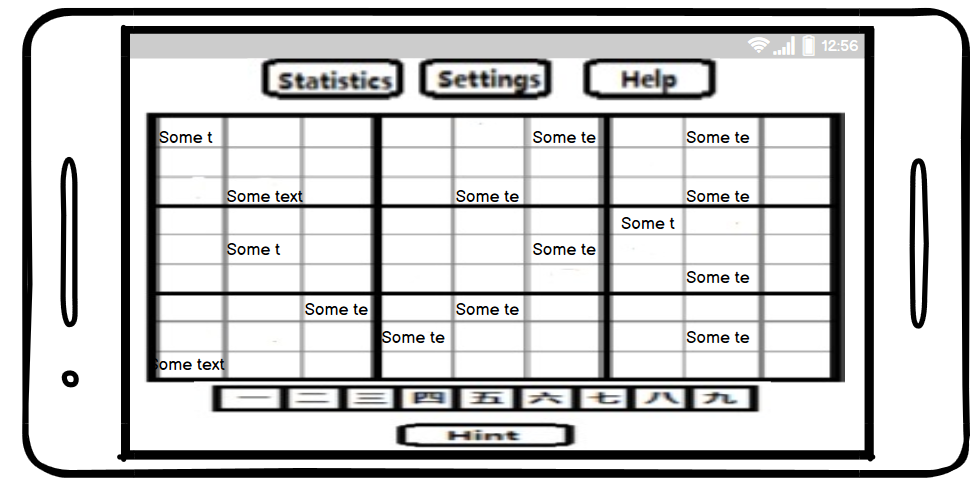 12:56
Statistics Settings Help
Some t Some te Some te
Some text Some te Some te
Some t
Some t Some te
Some te
Some te Some te
Some te Some te
ome text
一 二 三 四 五 六 七 八 九
Hint